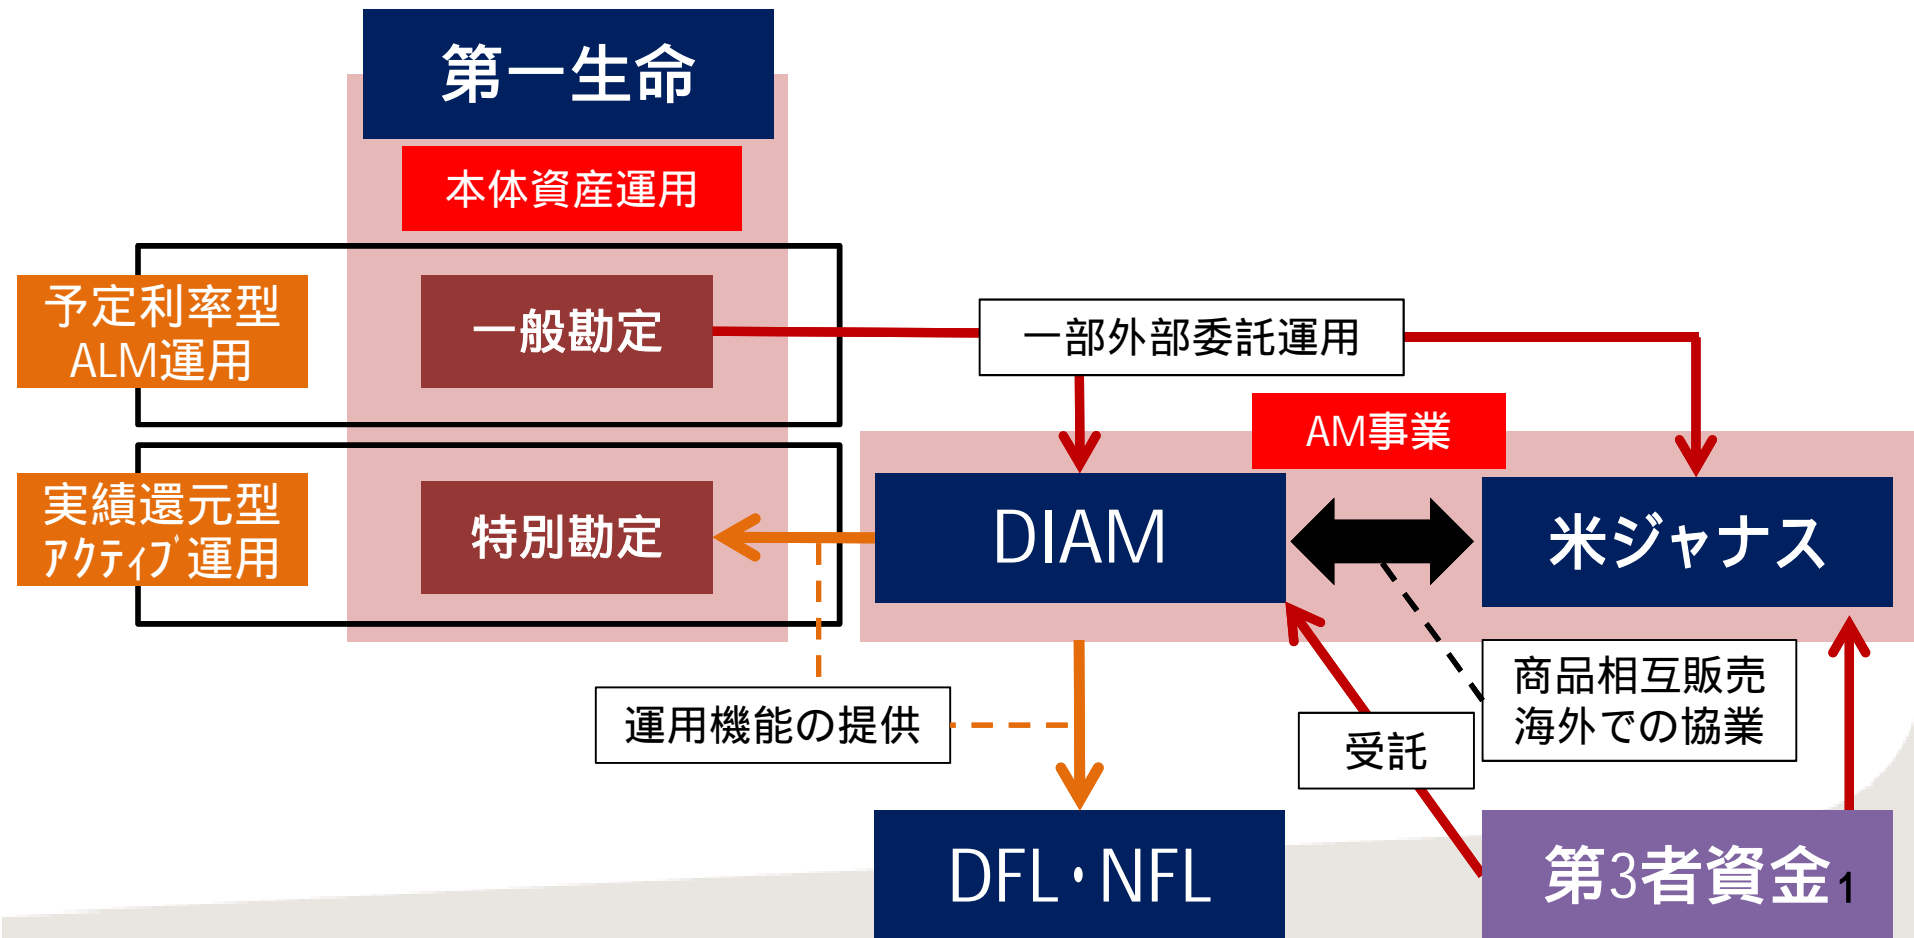 第一生命
本体資産運用
予定利率型
ALM運用
一般勘定
一部外部委託運用
AM事業
実績還元型
ｱｸﾃｨﾌﾞ運用
特別勘定
DIAM
米ジャナス
運用機能の提供
商品相互販売
海外での協業
受託
DFL・NFL
第3者資金1